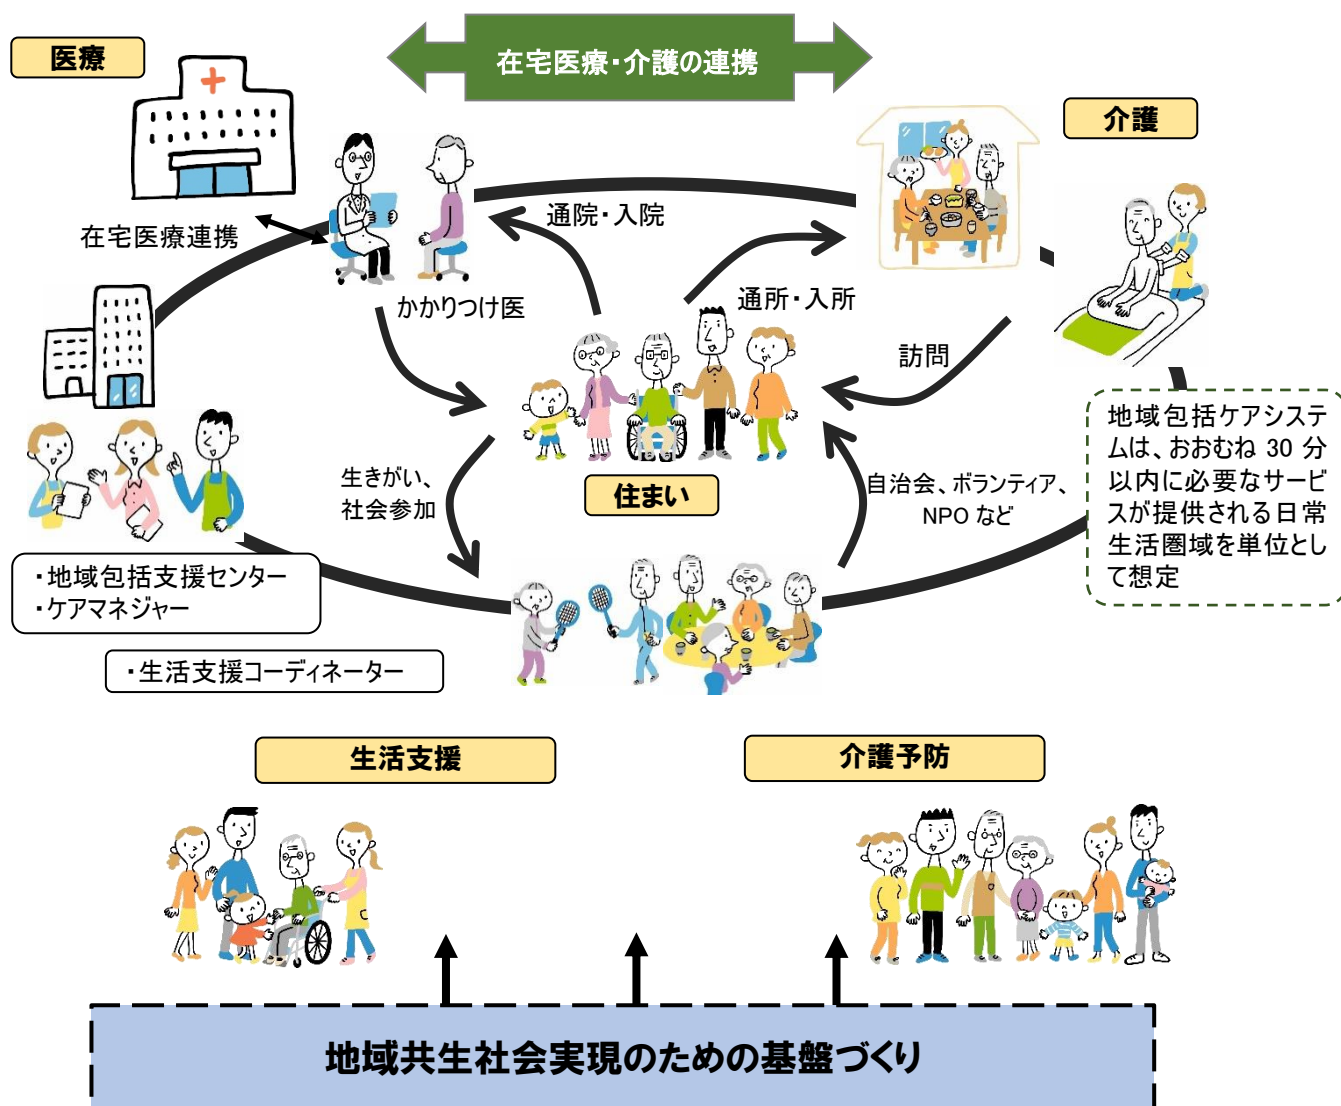 在宅医療・介護の連携
医療
介護
在宅医療連携
通院・入院
かかりつけ医
通所・入所
訪問
生きがい、
社会参加
住まい
自治会、ボランティア、
NPO など
地域包括ケアシステ
ムは、おおむね 30 分
以内に必要なサービ
スが提供される日常
生活圏域を単位とし
て想定
・地域包括支援センター
・ケアマネジャー
・生活支援コーディネーター
生活支援
介護予防
地域共生社会実現のための基盤づくり